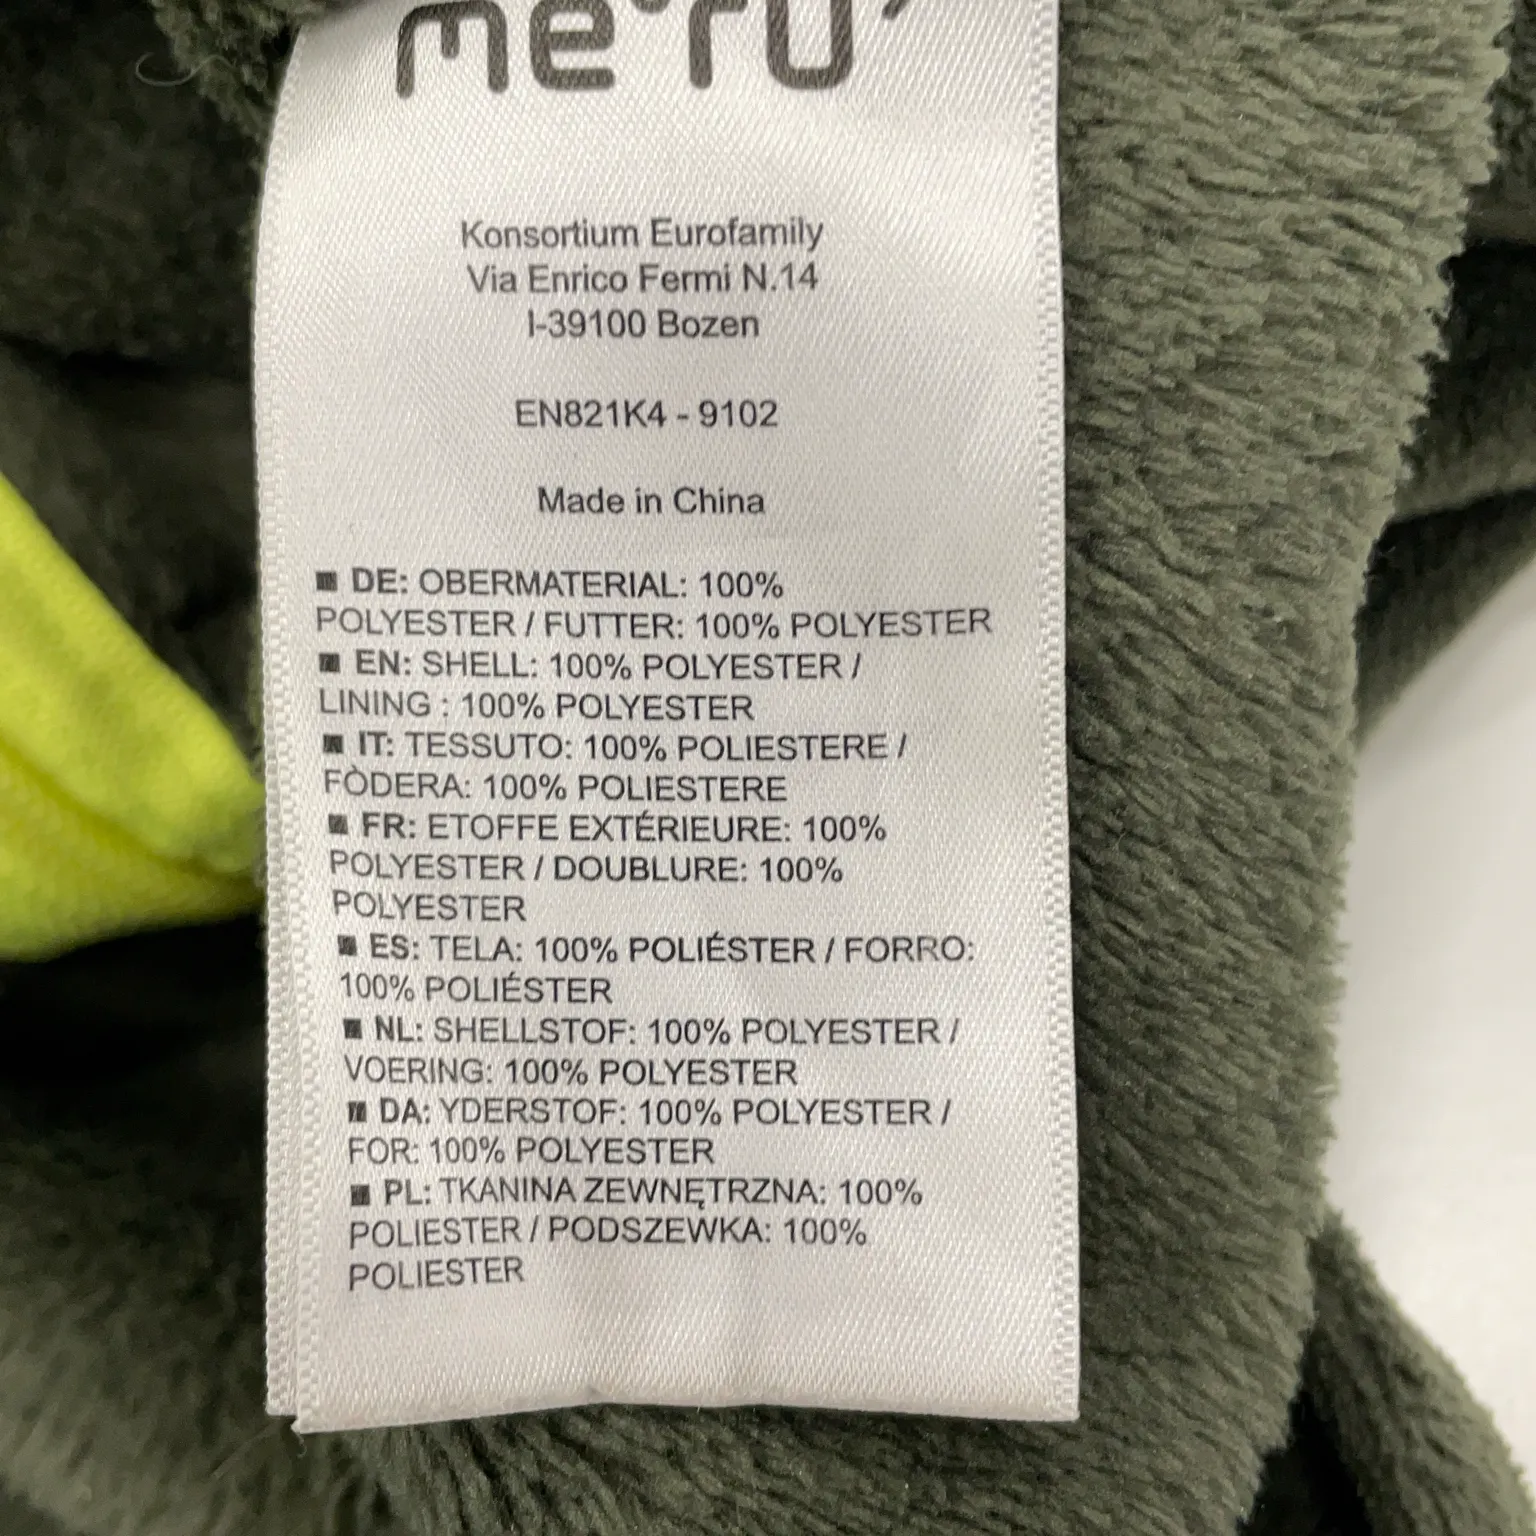 me°ru'
Konsortium Eurofamily
Via Enrico Fermi N.14
I-39100 Bozen
EN821K4 - 9102
Made in China
■ DE: OBERMATERIAL: 100%
POLYESTER / FUTTER: 100% POLYESTER
■ EN: SHELL: 100% POLYESTER /
LINING : 100% POLYESTER
■ IT: TESSUTO: 100% POLIESTERE /
FÒDERA: 100% POLIESTERE
■ FR: ETOFFE EXTÉRIEURE: 100%
POLYESTER / DOUBLURE: 100%
POLYESTER
■ ES: TELA: 100% POLIÉSTER / FORRO:
100% POLIÉSTER
■ NL: SHELLSTOF: 100% POLYESTER /
VOERING: 100% POLYESTER
■ DA: YDERSTOF: 100% POLYESTER /
FOR: 100% POLYESTER
■ PL: TKANINA ZEWNĘTRZNA: 100%
POLIESTER / PODSZEWKA: 100%
POLIESTER